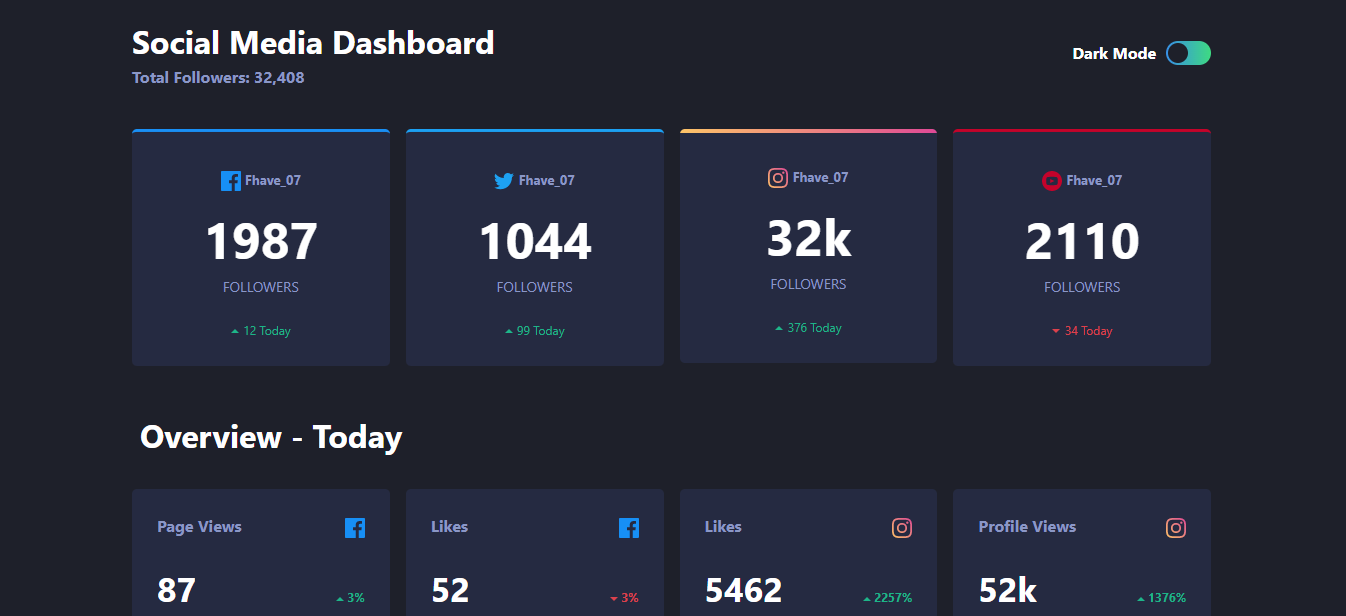 Social Media Dashboard
Total Followers: 32,408
Dark Mode
Fhave_07
1987
FOLLOWERS
12 Today
Fhave_07
1044
FOLLOWERS
99 Today
Fhave_07
32k
FOLLOWERS
376 Today
Fhave_07
2110
FOLLOWERS
34 Today
Overview - Today
Page Views
87
3%
Likes
52
3%
Likes
5462
2257%
Profile Views
52k
1376%